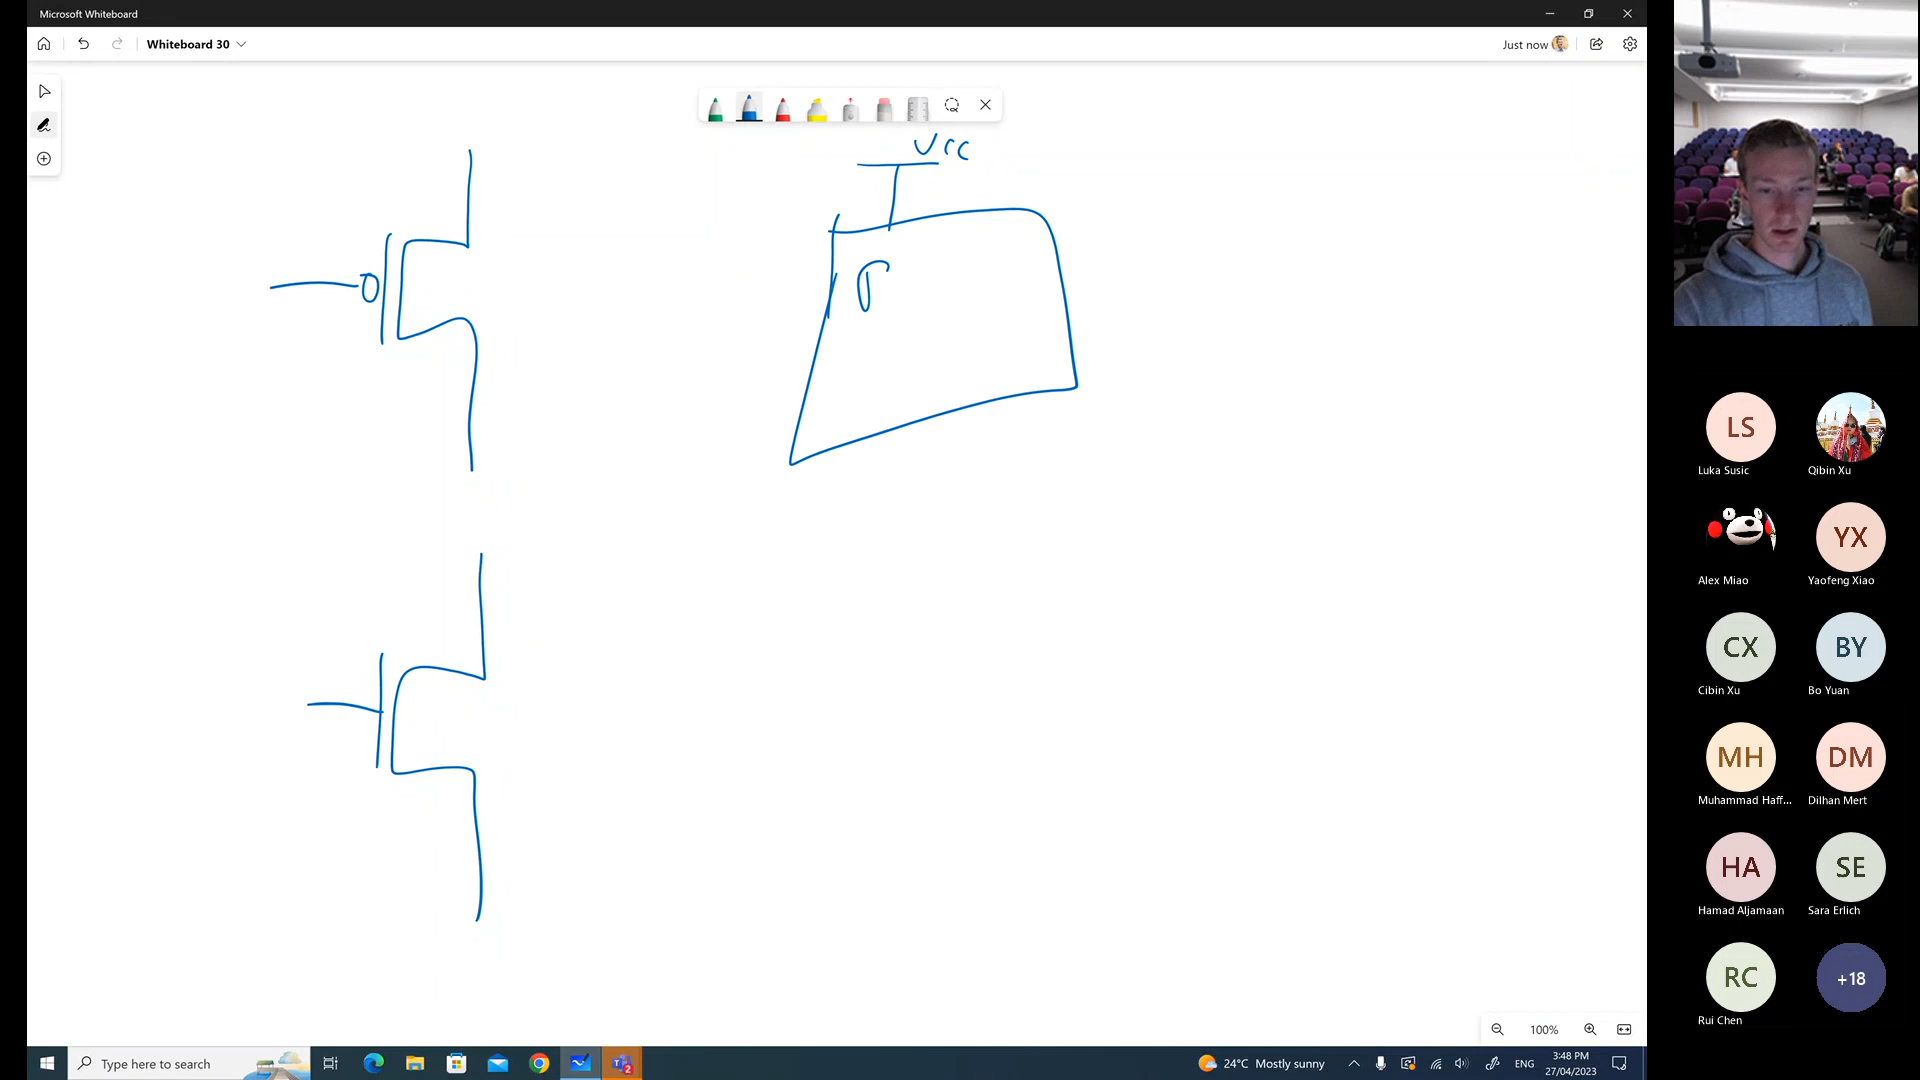 Microsoft Whiteboard
Whiteboard 30
Just now
Vcc
LS
Luka Susic
Qibin Xu
Alex Miao
YX
Yaofeng Xiao
CX
Cibin Xu
BY
Bo Yuan
MH
Muhammad Haff...
DM
Dilhan Mert
HA
Hamad Aljamaan
SE
Sara Erlich
RC
Rui Chen
+18
100%
Type here to search
2
24°C Mostly sunny
ENG
3:48 PM
27/04/2023